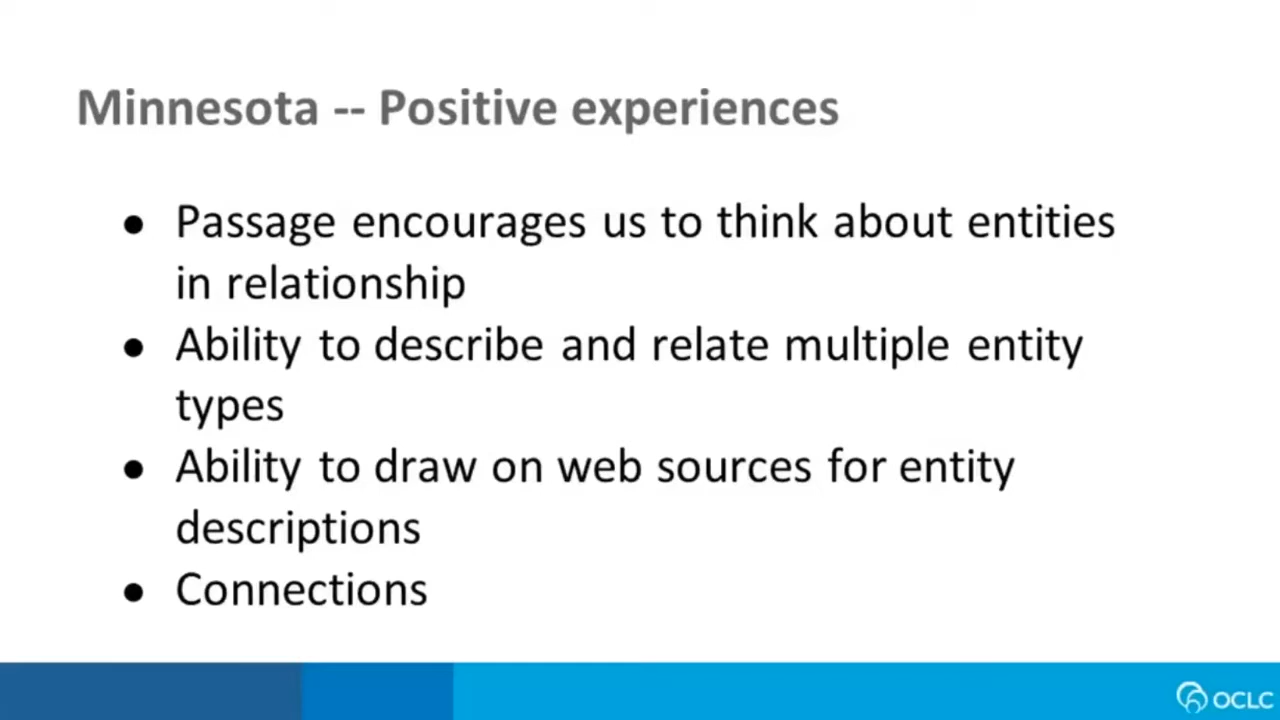 Minnesota -- Positive experiences
● Passage encourages us to think about entities
in relationship
● Ability to describe and relate multiple entity
types
● Ability to draw on web sources for entity
descriptions
● Connections
OCLC